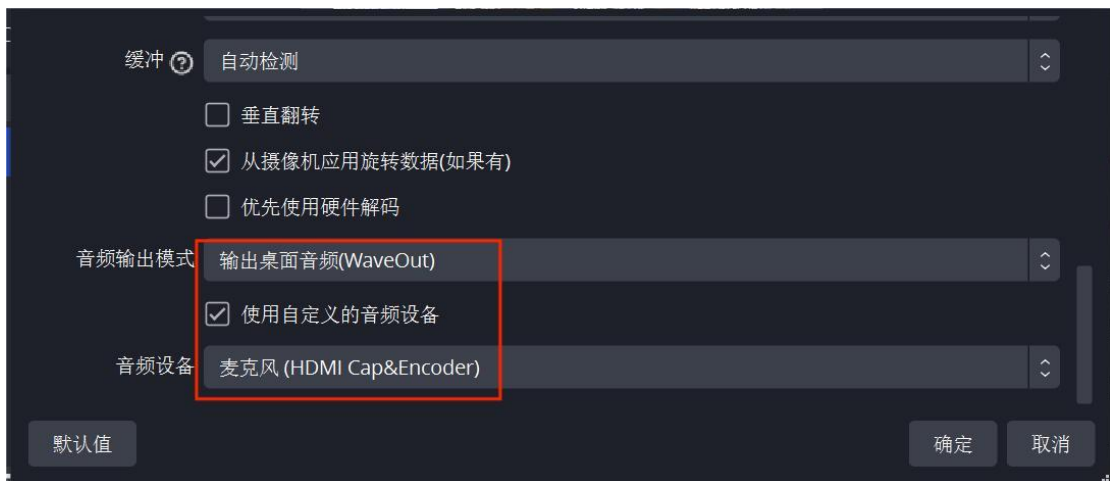 缓冲 ? 自动检测
垂直翻转
从摄像机应用旋转数据(如果有)
优先使用硬件解码
音频输出模式 输出桌面音频(WaveOut)
使用自定义的音频设备
音频设备 麦克风 (HDMI Cap&Encoder)
默认值 确定 取消